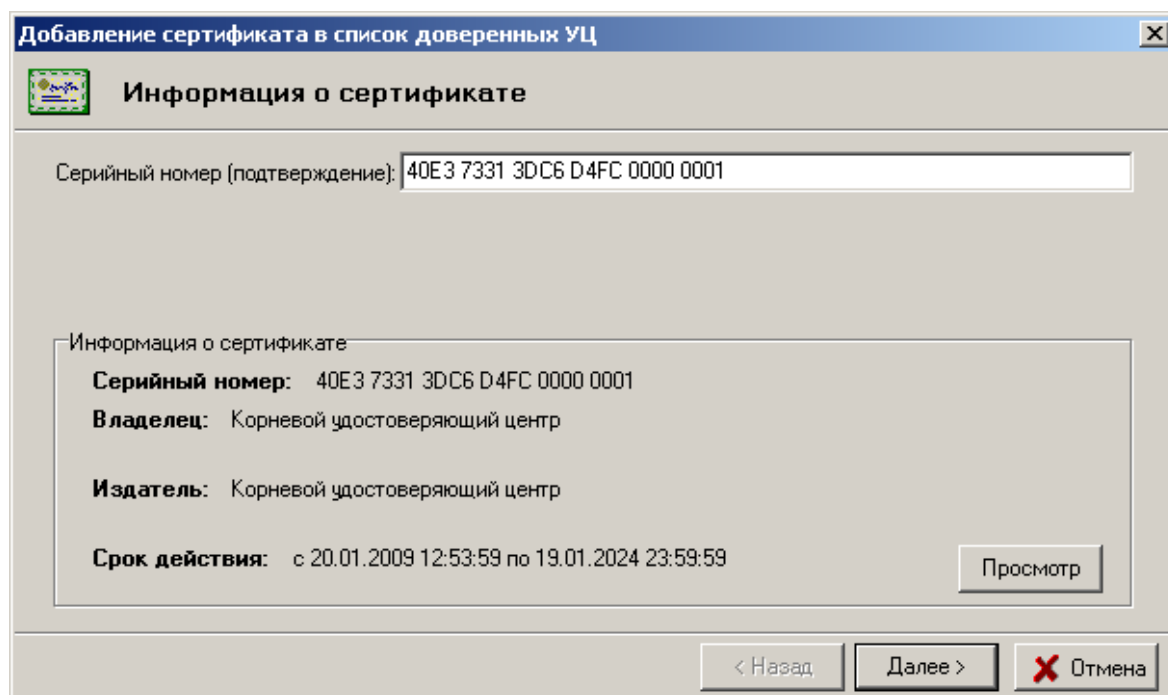 Добавление сертификата в список доверенных УЦ
Информация о сертификате
Серийный номер (подтверждение): 40E3 7331 3DC6 D4FC 0000 0001
Информация о сертификате
Серийный номер: 40E3 7331 3DC6 D4FC 0000 0001
Владелец: Корневой удостоверяющий центр
Издатель: Корневой удостоверяющий центр
Срок действия: с 20.01.2009 12:53:59 по 19.01.2024 23:59:59
Просмотр
< Назад Далее > Отмена